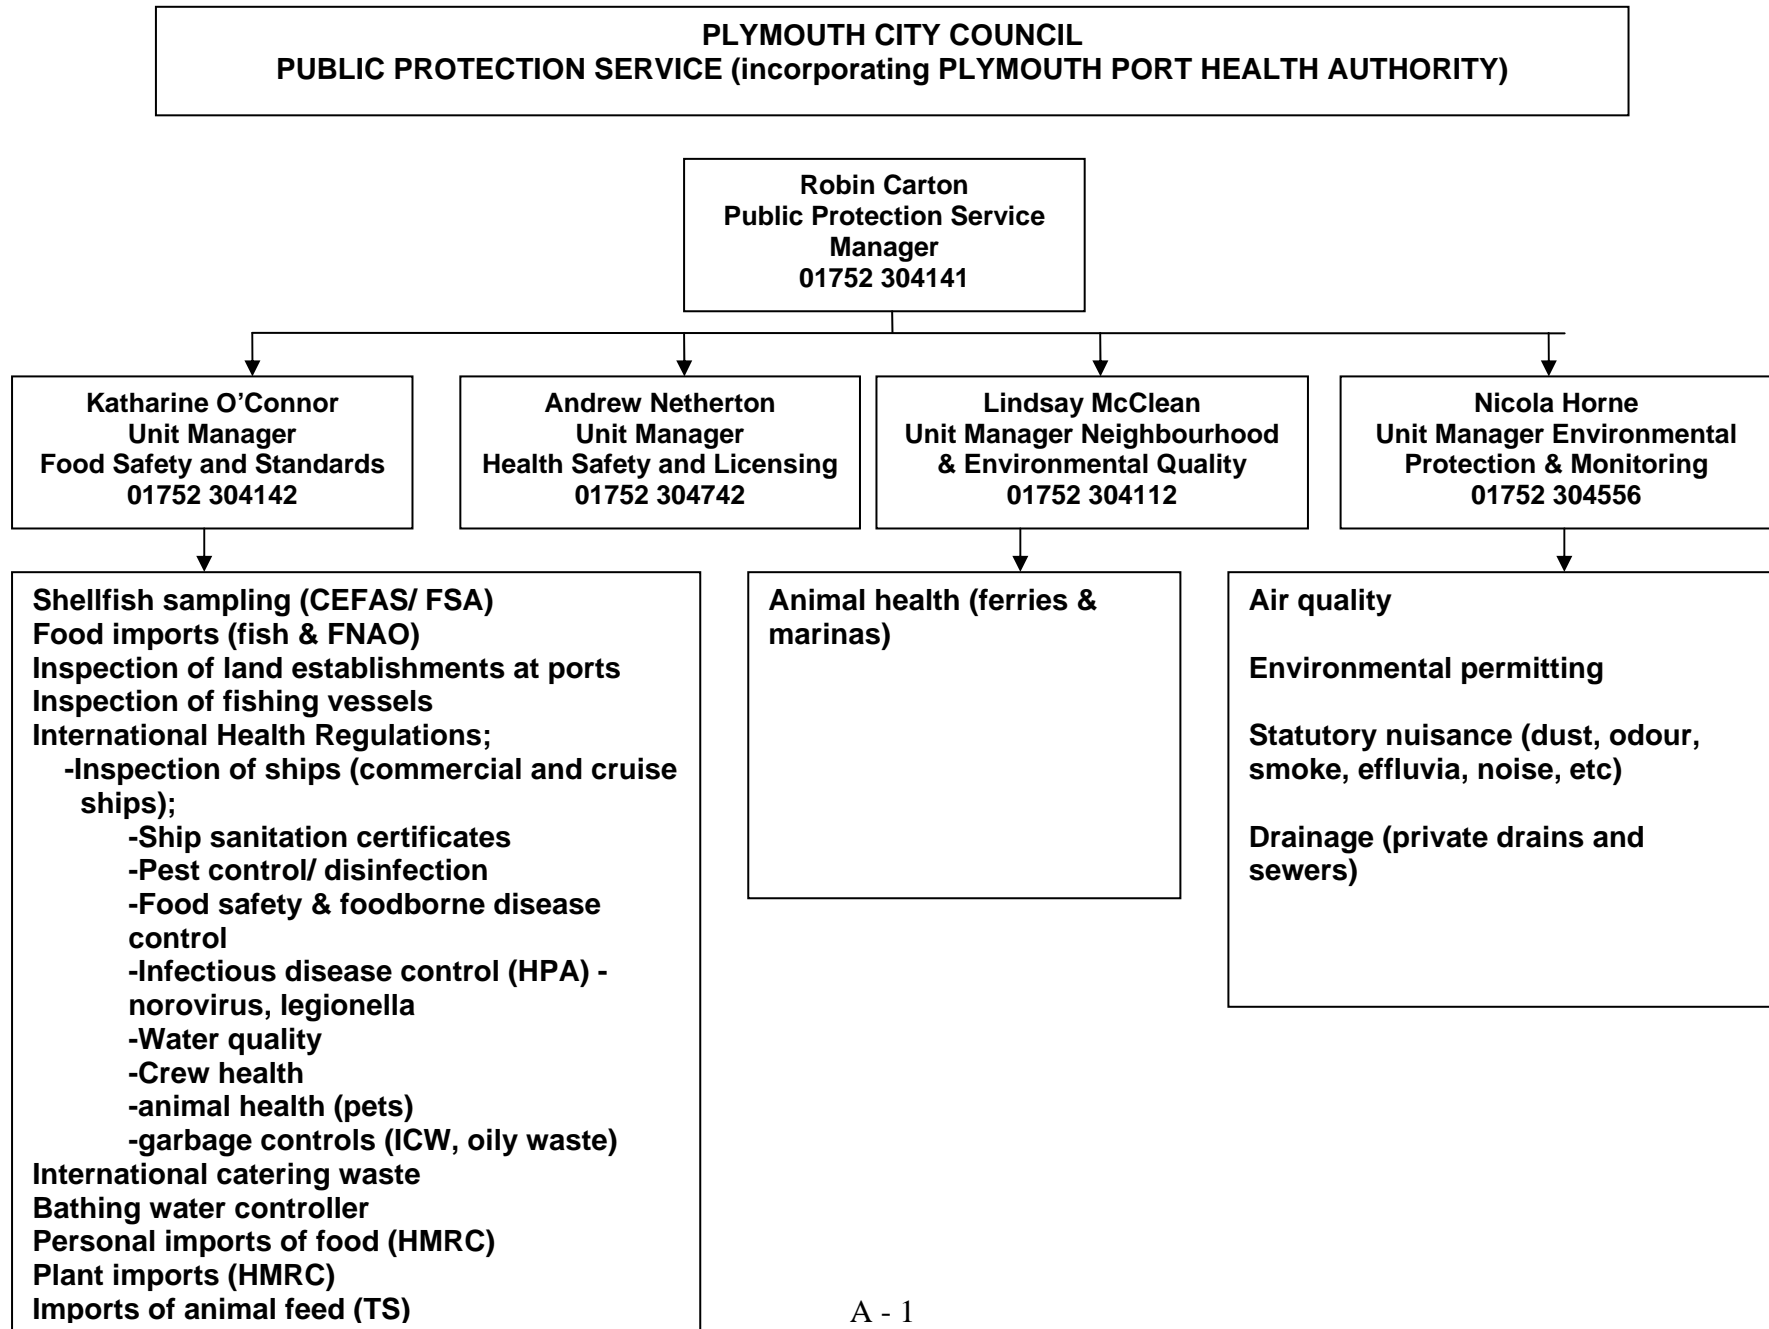 PLYMOUTH CITY COUNCIL
PUBLIC PROTECTION SERVICE (incorporating PLYMOUTH PORT HEALTH AUTHORITY)
Robin Carton
Public Protection Service
Manager
01752 304141
Katharine O’Connor
Unit Manager
Food Safety and Standards
01752 304142
Andrew Netherton
Unit Manager
Health Safety and Licensing
01752 304742
Lindsay McClean
Unit Manager Neighbourhood
& Environmental Quality
01752 304112
Nicola Horne
Unit Manager Environmental
Protection & Monitoring
01752 304556
Shellfish sampling (CEFAS/ FSA)
Food imports (fish & FNAO)
Inspection of land establishments at ports
Inspection of fishing vessels
International Health Regulations;
-Inspection of ships (commercial and cruise
ships);
-Ship sanitation certificates
-Pest control/ disinfection
-Food safety & foodborne disease
control
-Infectious disease control (HPA) -
norovirus, legionella
-Water quality
-Crew health
-animal health (pets)
-garbage controls (ICW, oily waste)
International catering waste
Bathing water controller
Personal imports of food (HMRC)
Plant imports (HMRC)
Imports of animal feed (TS)
Animal health (ferries &
marinas)
Air quality
Environmental permitting
Statutory nuisance (dust, odour,
smoke, effluvia, noise, etc)
Drainage (private drains and
sewers)
A - 1